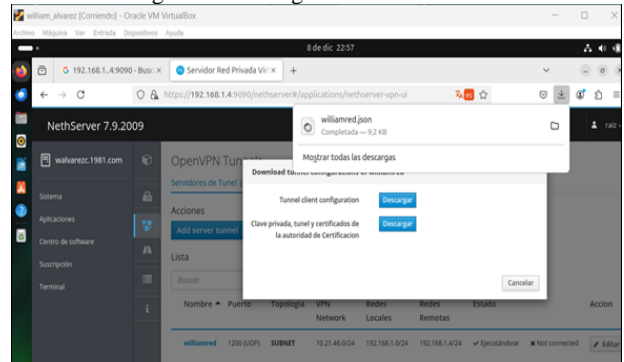 william_alvarez [Corriendo] - Oracle VM VirtualBox
Archivo Máquina Ver Entrada Dispositivos Ayuda
8 de dic 22:57
192.168.1..4:9090 - Busc
Servidor Red Privada Vir
https://192.168.1.4:9090/nethserver#/applications/nethserver-vpn-ui
NethServer 7.9.2009
williamred.json
Completada — 9,2 KB
Mostrar todas las descargas
raíz
walvarezc.1981.com
Sistema
Aplicaciones
Centro de software
Suscripción
Terminal
OpenVPN Tunnels
Servidores de Tunel
Download tunnel configurations of williamred
Tunnel client configuration Descargar
Clave privada, tunel y certificados de la autoridad de Certificacion Descargar
Cancelar
Acciones
Add server tunnel
Lista
Buscar
Nombre Puerto Topología VPN Network Redes Locales Redes Remotas Estado Accion
williamred 1200 (UDP) SUBNET 10.21.46.0/24 192.168.1.0/24 192.168.1.4/24 Ejecutándose Not connected Editar